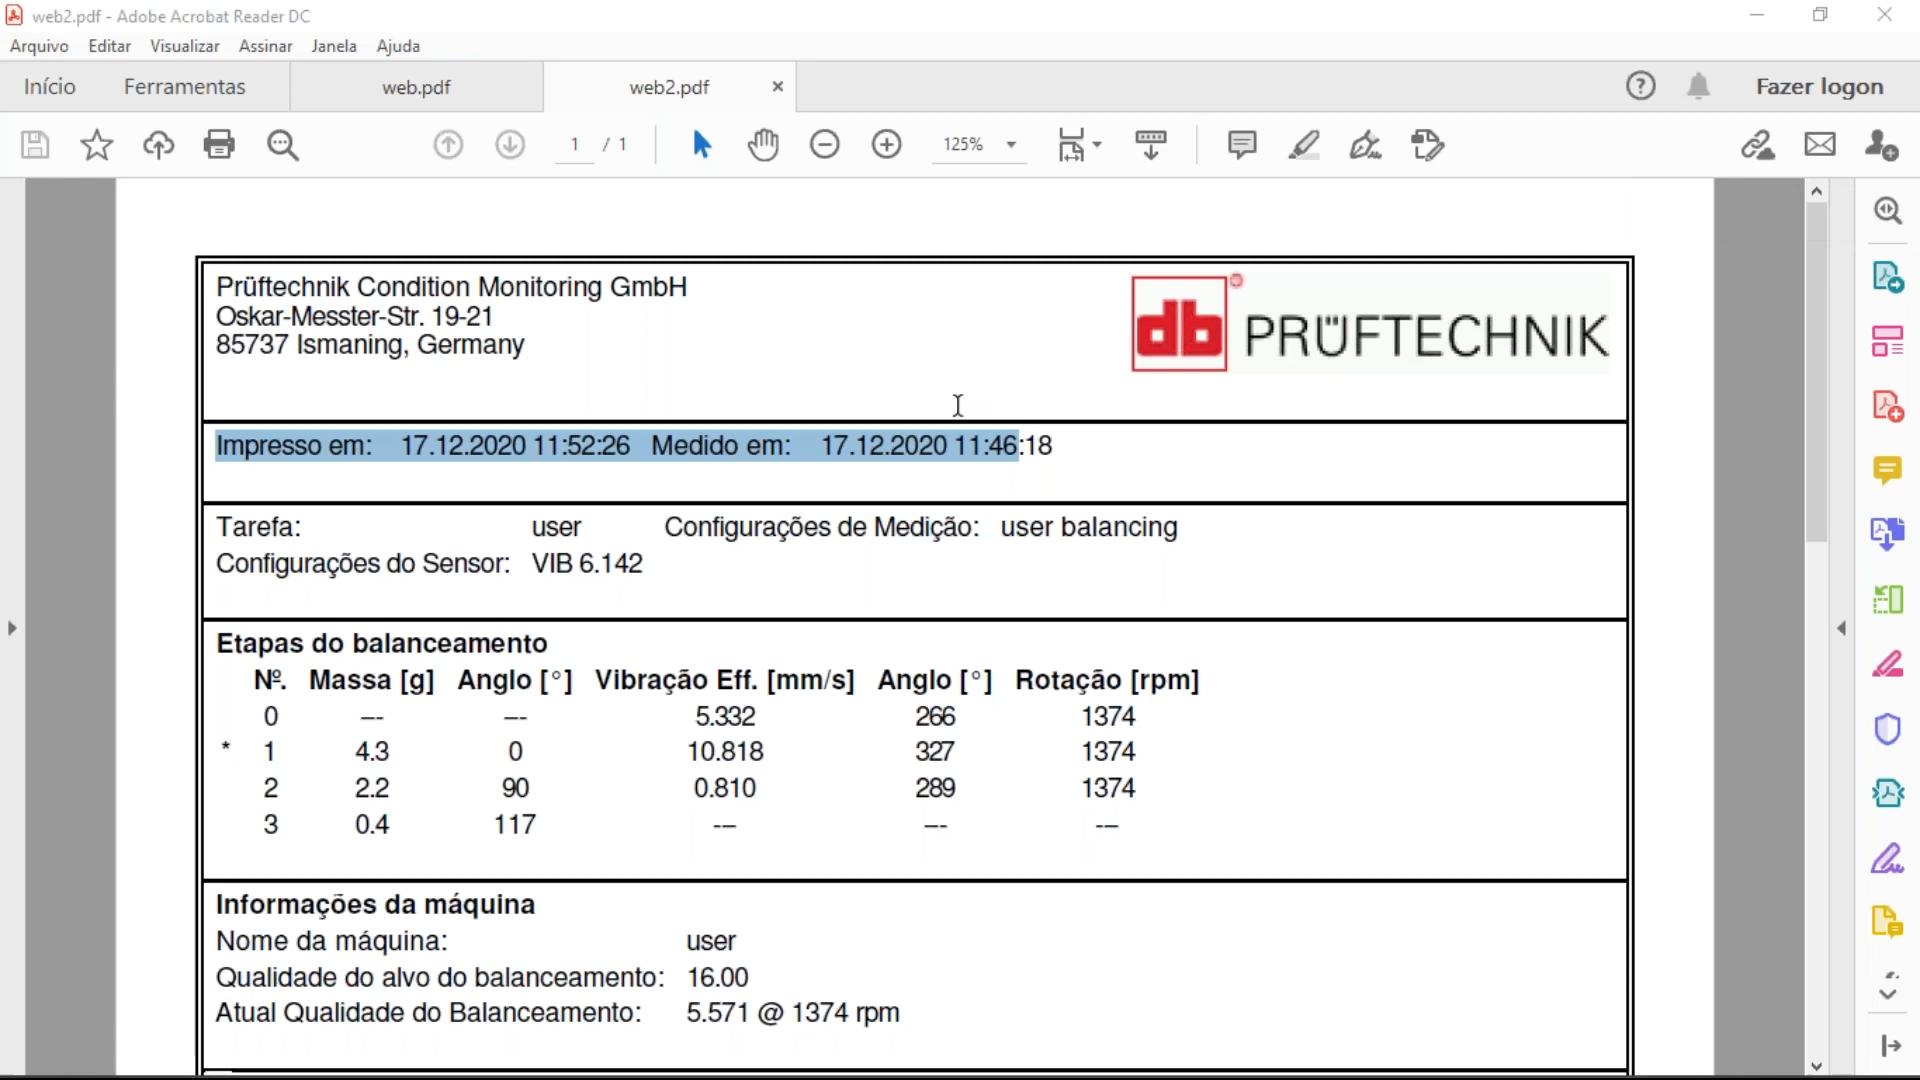 web2.pdf - Adobe Acrobat Reader DC
Arquivo Editar Visualizar Assinar Janela Ajuda
Início Ferramentas web.pdf web2.pdf × Fazer logon
1 / 1 125%
Prüftechnik Condition Monitoring GmbH
Oskar-Messter-Str. 19-21
85737 Ismaning, Germany
db PRÜFTECHNIK
Impresso em: 17.12.2020 11:52:26 Medido em: 17.12.2020 11:46:18
Tarefa: user Configurações de Medição: user balancing
Configurações do Sensor: VIB 6.142
Etapas do balanceamento
Nº. Massa [g] Anglo [°] Vibração Eff. [mm/s] Anglo [°] Rotação [rpm]
0 --- --- 5.332 266 1374
* 1 4.3 0 10.818 327 1374
2 2.2 90 0.810 289 1374
3 0.4 117 --- --- ---
Informações da máquina
Nome da máquina: user
Qualidade do alvo do balanceamento: 16.00
Atual Qualidade do Balanceamento: 5.571 @ 1374 rpm